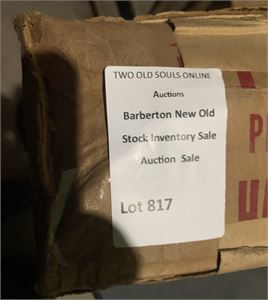 TWO OLD SOULS ONLINE
Auctions
Barberton New Old
Stock Inventory Sale
Auction Sale
Lot 817